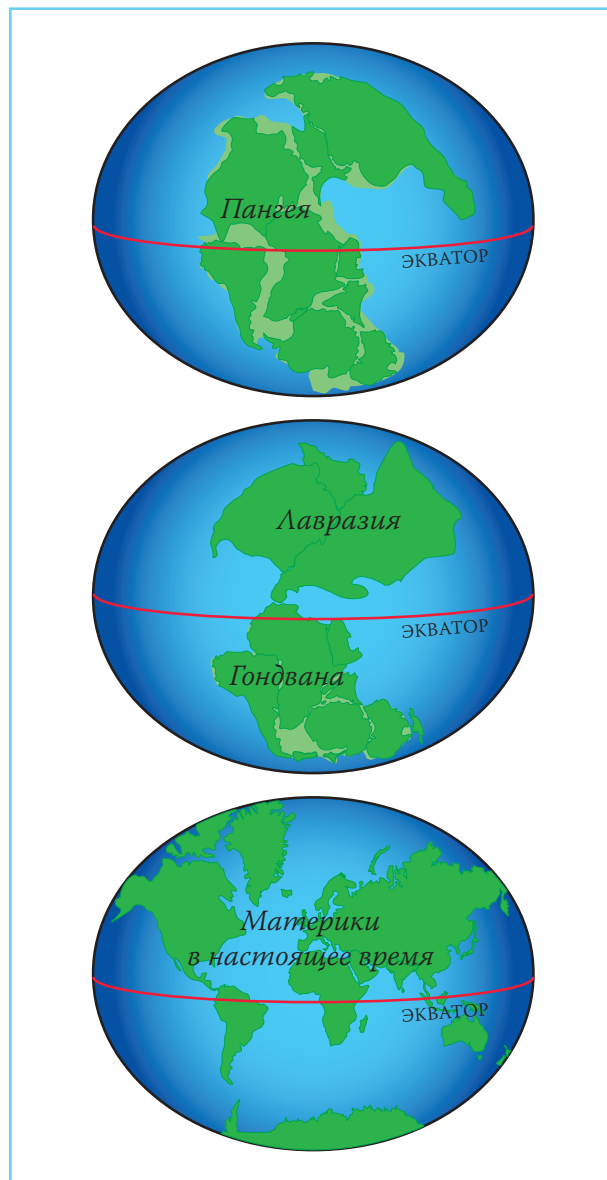 Пангея
ЭКВАТОР
Лавразия
ЭКВАТОР
Гондвана
Материки
в настоящее время
ЭКВАТОР